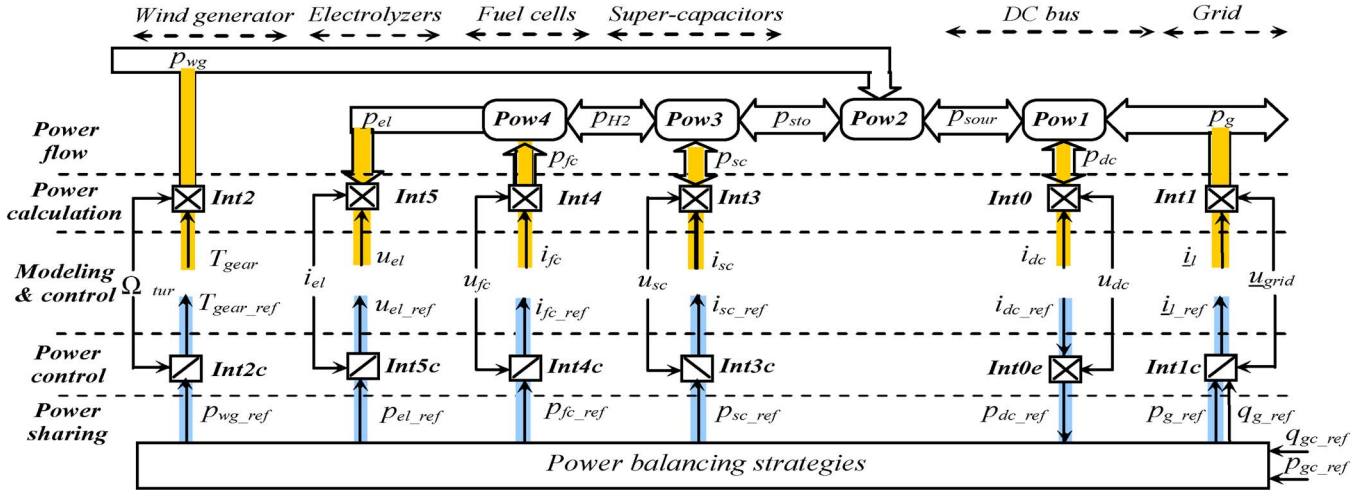 Wind generator Electrolyzers Fuel cells Super-capacitors DC bus Grid
p_wg
p_el Pow4 p_H2 Pow3 p_sto Pow2 p_sour Pow1 p_g
Power flow
p_fc p_sc p_dc
Power calculation
Int2 Int5 Int4 Int3 Int0 Int1
T_gear u_el i_fc i_sc i_dc i_l
Modeling & control
Ω_tur i_el u_fc u_sc u_dc u_grid
T_gear_ref u_el_ref i_fc_ref i_sc_ref i_dc_ref i_l_ref
Power control
Int2c Int5c Int4c Int3c Int0e Int1c
Power sharing
p_wg_ref p_el_ref p_fc_ref p_sc_ref p_dc_ref p_g_ref q_g_ref
Power balancing strategies
q_gc_ref
p_gc_ref